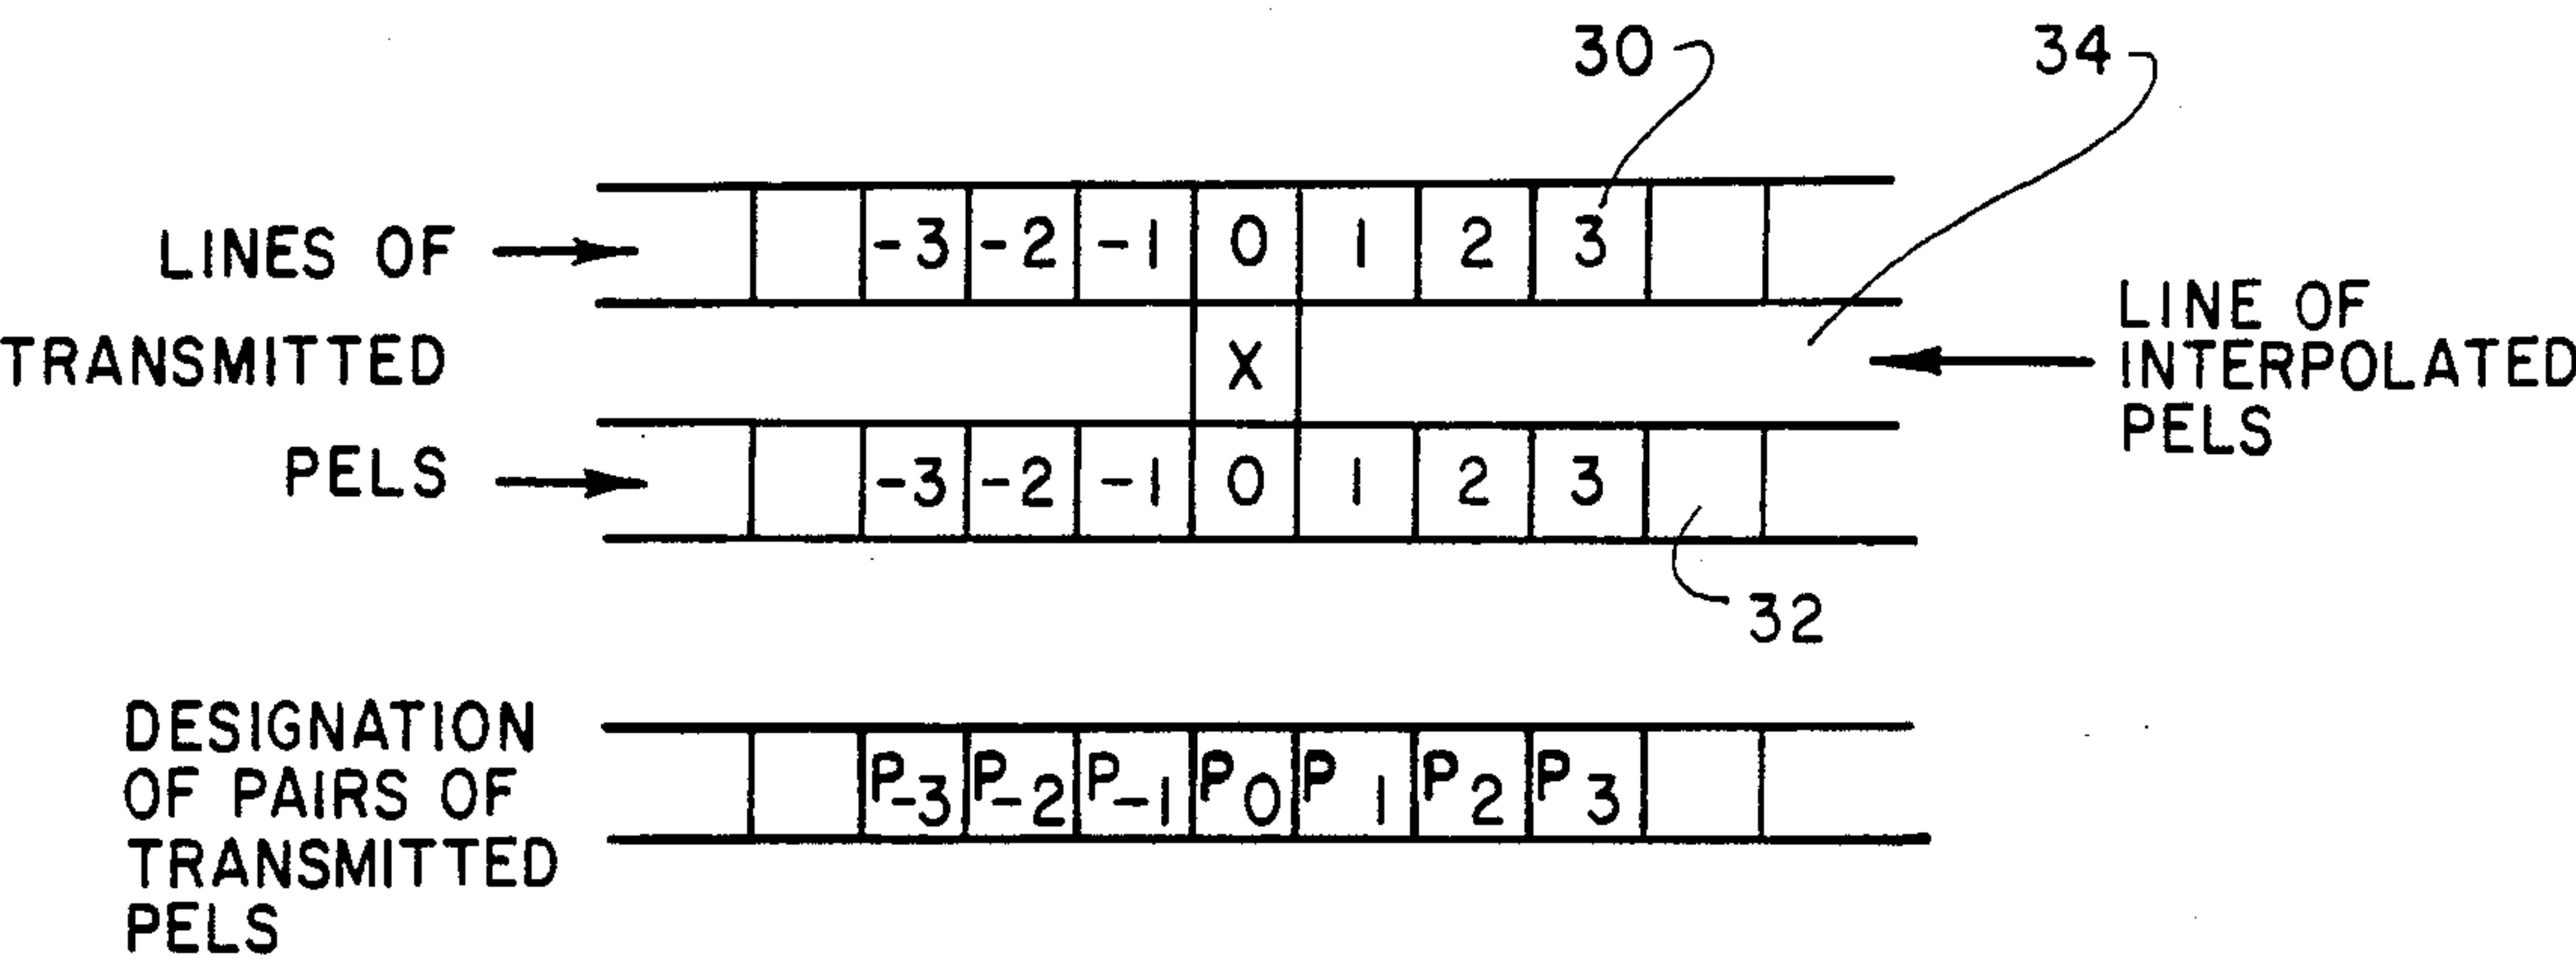 30
34
LINES OF
-3 -2 -1 0 1 2 3
TRANSMITTED
X
LINE OF
INTERPOLATED
PELS
PELS
-3 -2 -1 0 1 2 3
32
DESIGNATION
OF PAIRS OF
TRANSMITTED
PELS
P-3 P-2 P-1 P0 P1 P2 P3